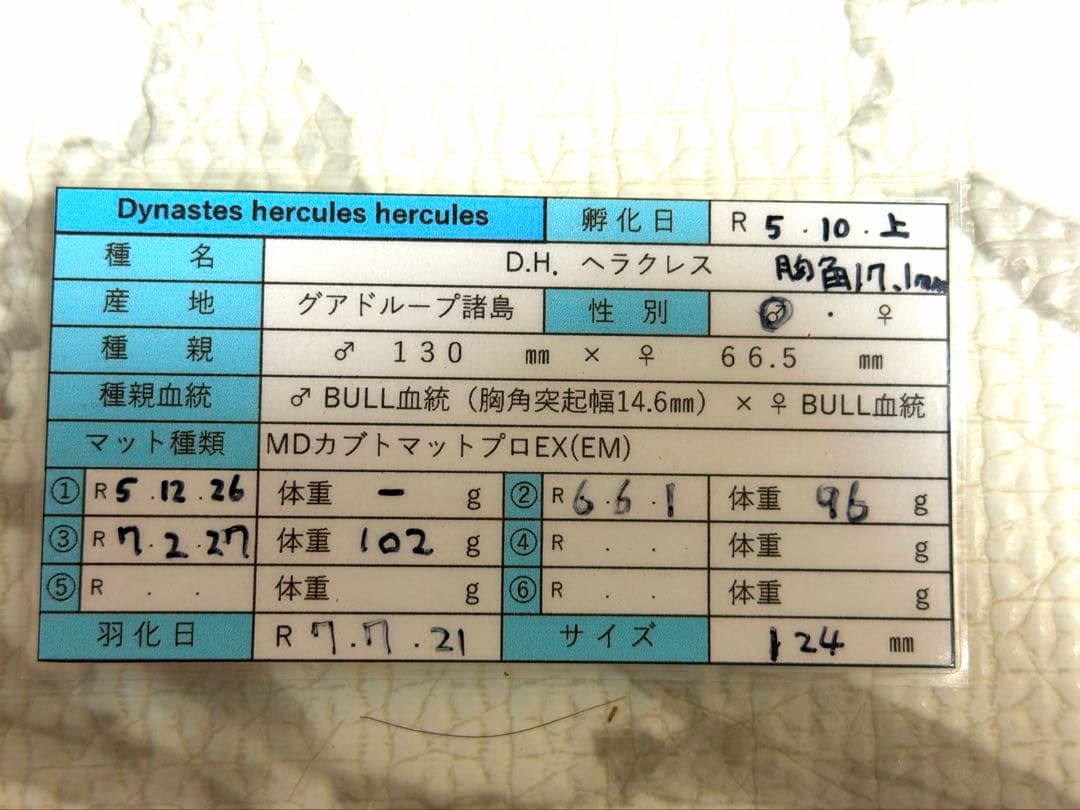 Dynastes hercules hercules 孵化日 R 5 . 10 . 上
種 名 D.H. ヘラクレス 胸角17.1mm
産 地 グアドループ諸島 性別 ♂ ・ ♀
種 親 ♂ 130 ㎜ × ♀ 66.5 ㎜
種親血統 ♂ BULL血統（胸角突起幅14.6㎜） × ♀ BULL血統
マット種類 MDカブトマットプロEX(EM)
① R 5 . 12 . 26 体重 － g ② R 6 . 6 . 1 体重 96 g
③ R 7 . 2 . 27 体重 102 g ④ R . . 体重 g
⑤ R . . 体重 g ⑥ R . . 体重 g
羽化日 R 7 . 7 . 21 サイズ 124 ㎜